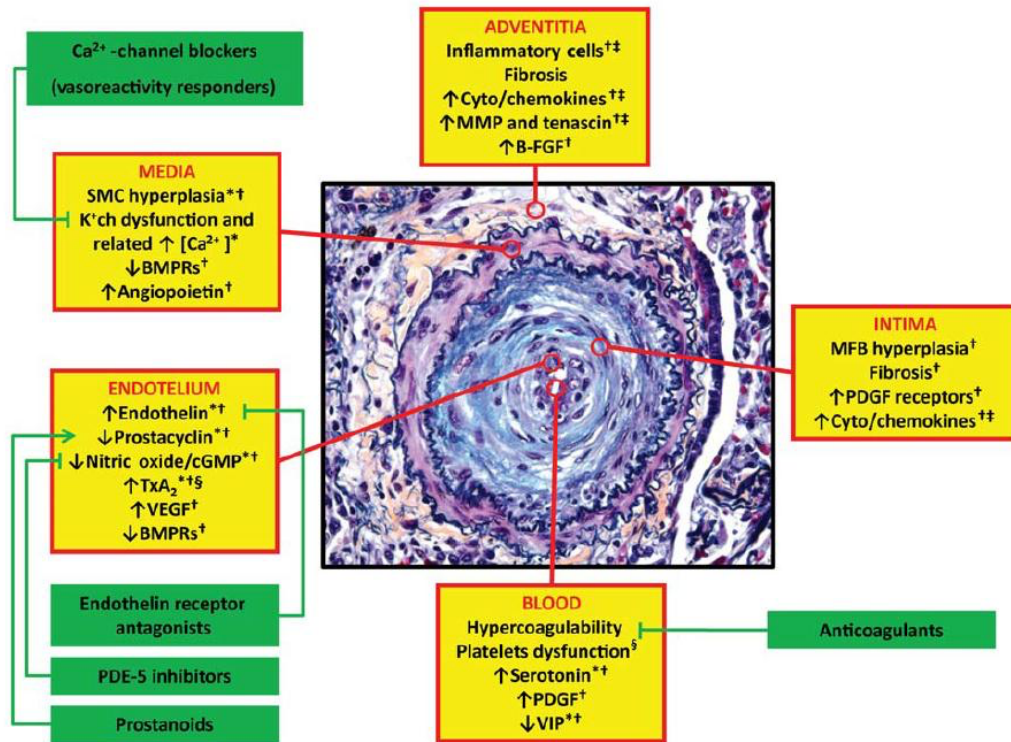 Ca²⁺ -channel blockers
(vasoreactivity responders)
ADVENTITIA
Inflammatory cells†‡
Fibrosis
↑Cyto/chemokines†‡
↑MMP and tenascin†‡
↑B-FGF†
MEDIA
SMC hyperplasia*†
K⁺ch dysfunction and
related ↑ [Ca²⁺ ]*
↓BMPRs†
↑Angiopoietin†
INTIMA
MFB hyperplasia†
Fibrosis†
↑PDGF receptors†
↑Cyto/chemokines†‡
ENDOTELIUM
↑Endothelin*†
↓Prostacyclin*†
↓Nitric oxide/cGMP*†
↑TxA₂*†§
↑VEGF†
↓BMPRs†
Endothelin receptor
antagonists
PDE-5 inhibitors
Prostanoids
BLOOD
Hypercoagulability
Platelets dysfunction§
↑Serotonin*†
↑PDGF†
↓VIP*†
Anticoagulants